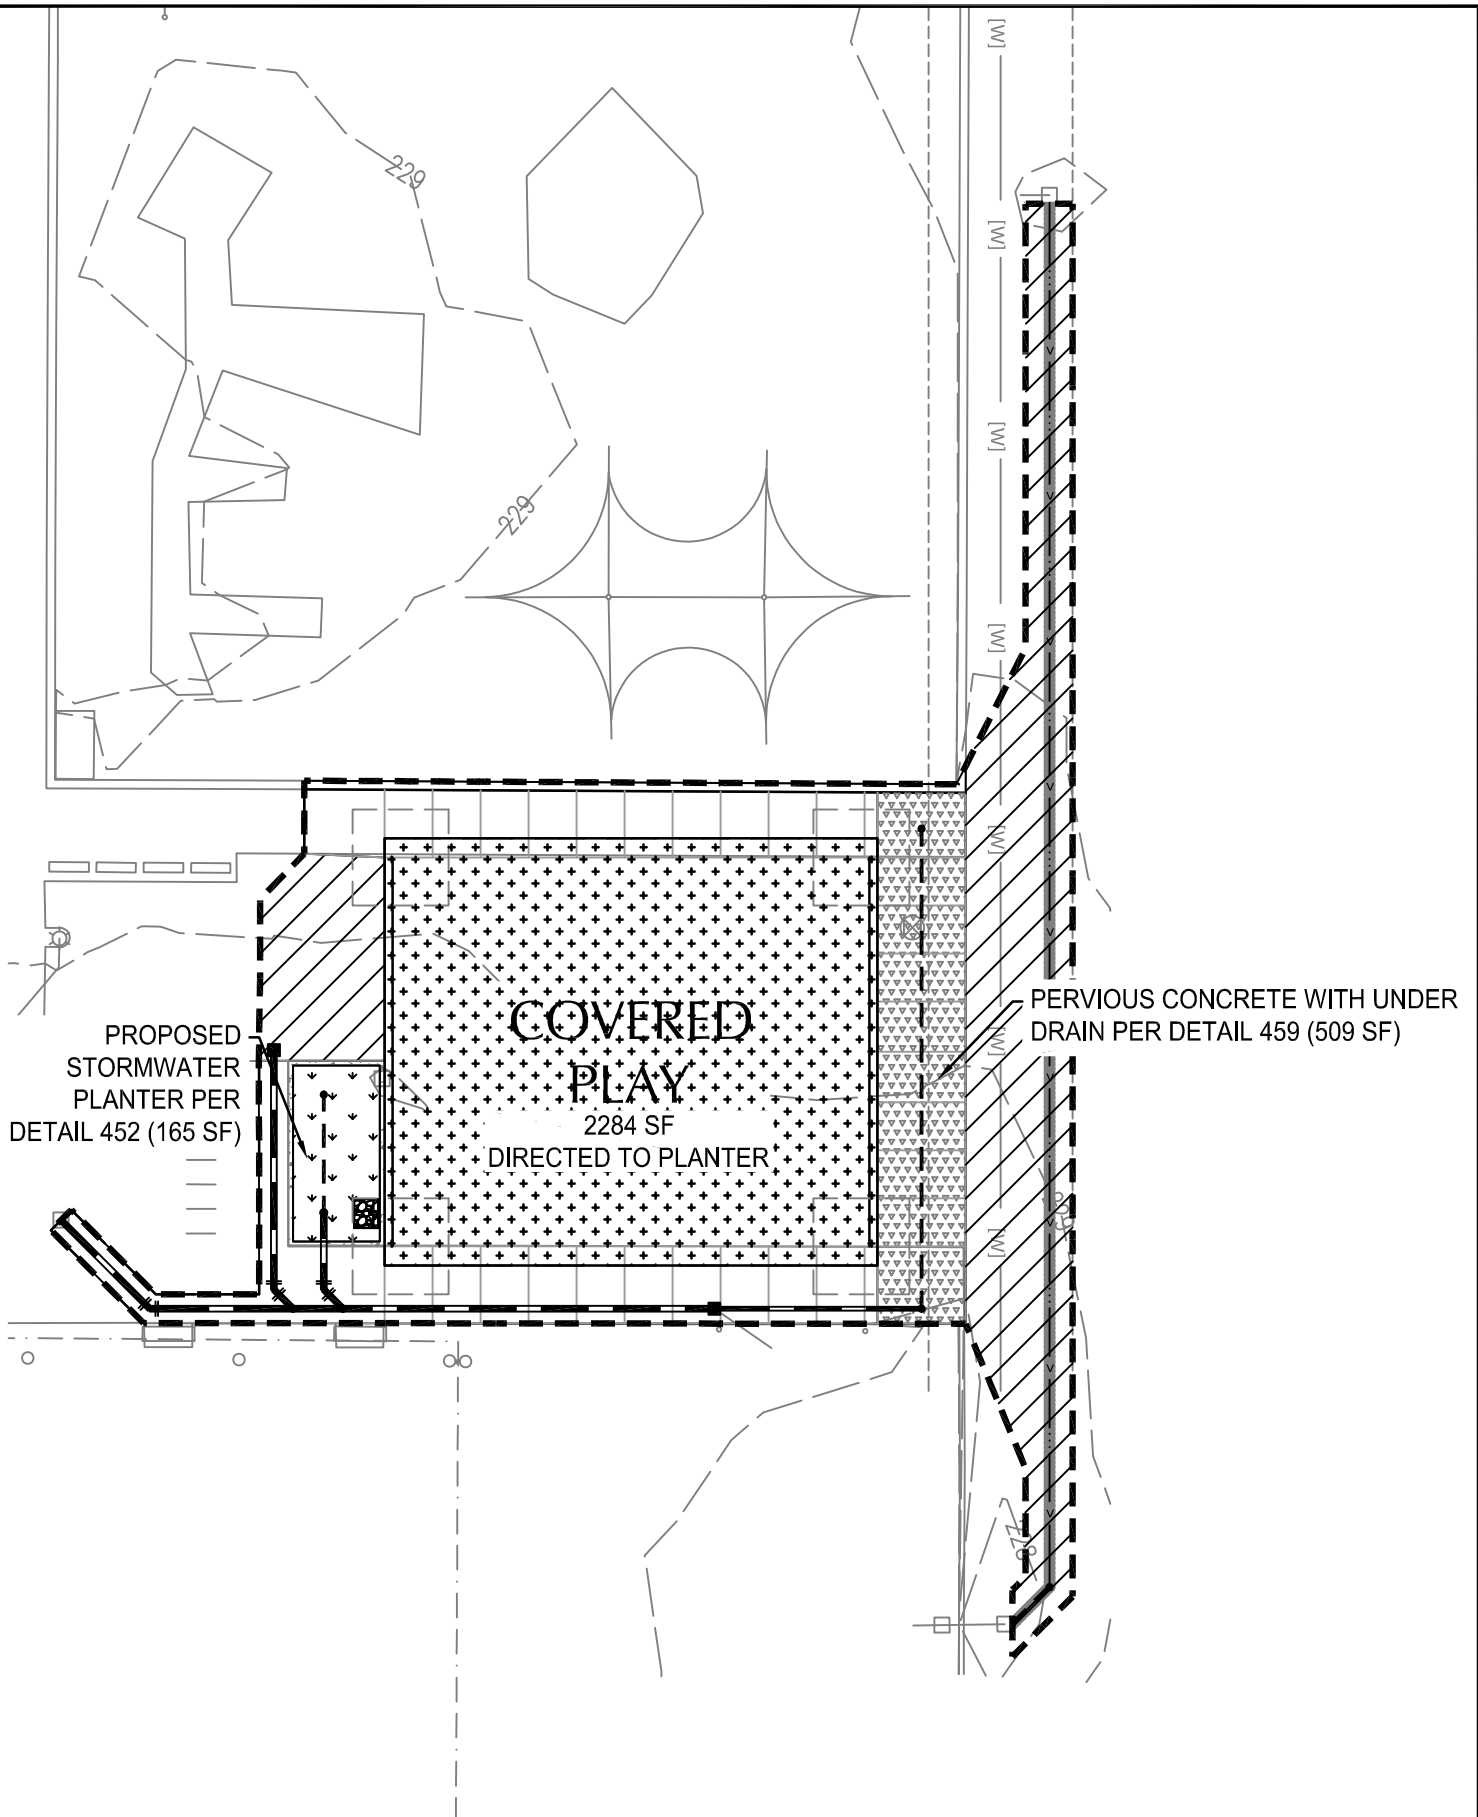 [W]
229
[W]
[W]
229
[W]
[W]
COVERED
PLAY
2284 SF
DIRECTED TO PLANTER
PERVIOUS CONCRETE WITH UNDER
DRAIN PER DETAIL 459 (509 SF)
[W]
PROPOSED
STORMWATER
PLANTER PER
DETAIL 452 (165 SF)
[W]
228